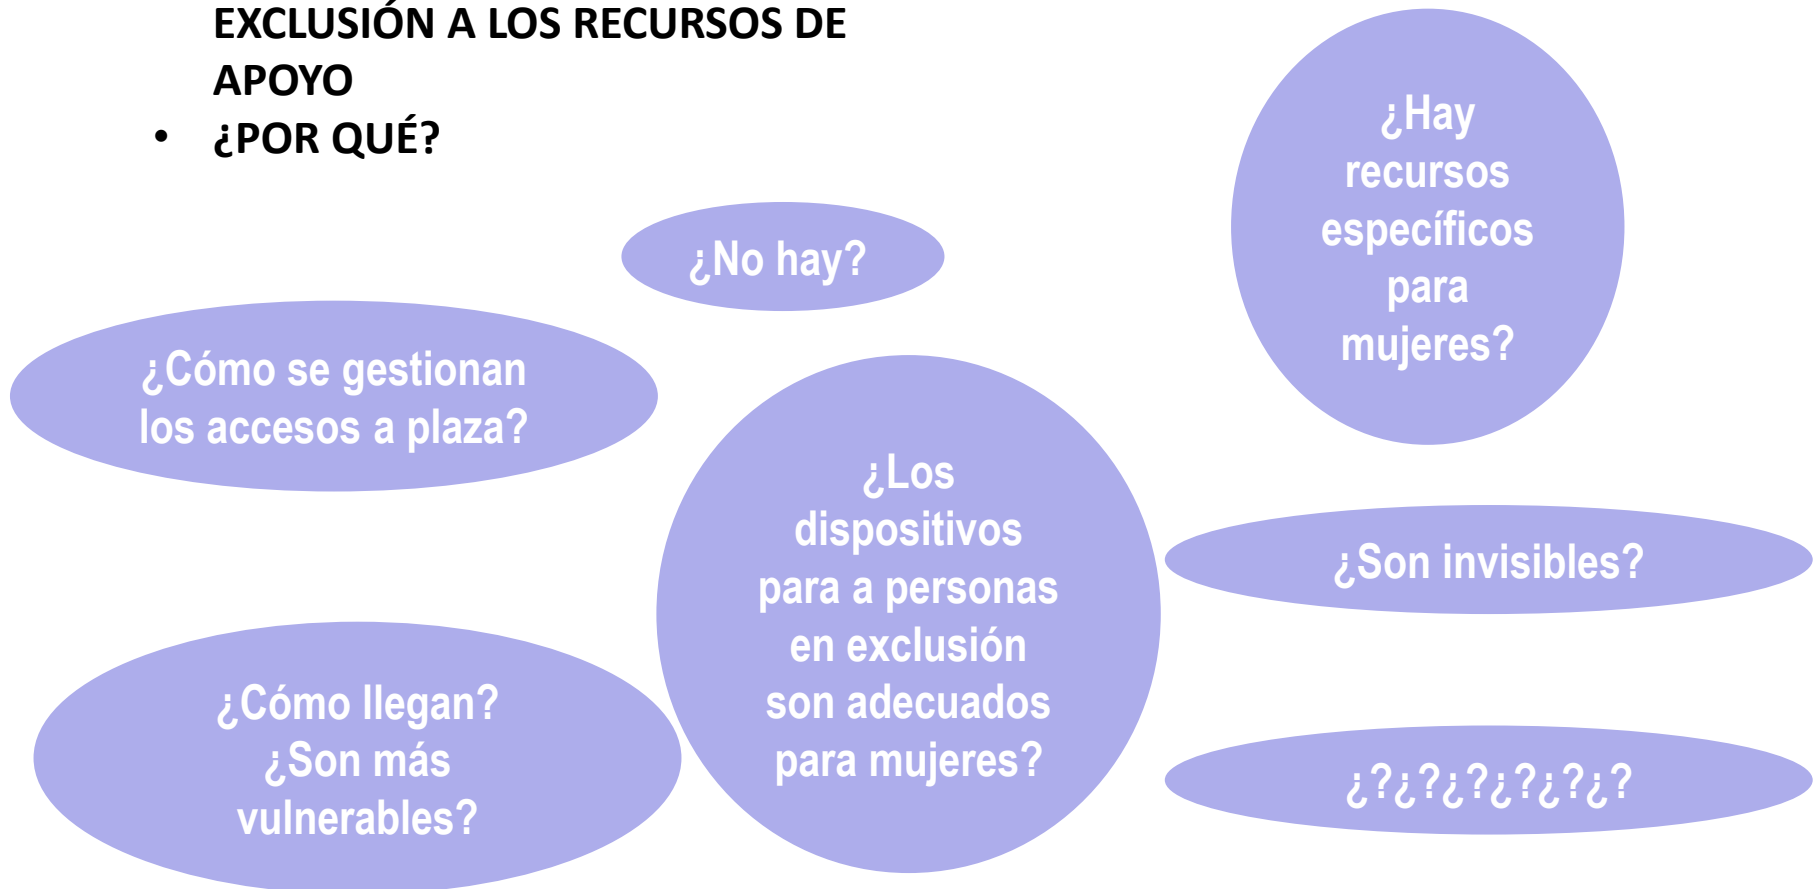 EXCLUSIÓN A LOS RECURSOS DE
APOYO
• ¿POR QUÉ?
¿No hay?
¿Hay
recursos
específicos
para
mujeres?
¿Cómo se gestionan
los accesos a plaza?
¿Los
dispositivos
para a personas
en exclusión
son adecuados
para mujeres?
¿Son invisibles?
¿Cómo llegan?
¿Son más
vulnerables?
¿?¿?¿?¿?¿?¿?